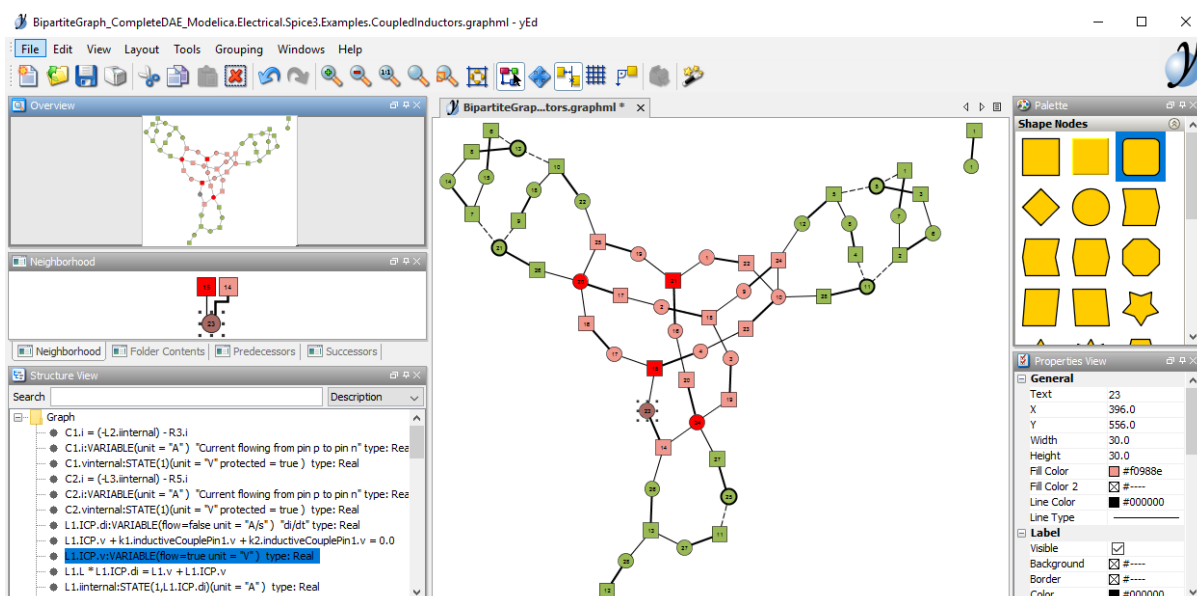 BipartiteGraph_CompleteDAE_Modelica.Electrical.Spice3.Examples.CoupledInductors.graphml - yEd
File Edit View Layout Tools Grouping Windows Help
Overview
BipartiteGrap...tors.graphml *
Palette
Shape Nodes
Neighborhood
15 14
23
Neighborhood Folder Contents Predecessors Successors
Structure View
Search
Description
Graph
C1.i = (-L2.iinternal) - R3.i
C1.i:VARIABLE(unit = "A" ) "Current flowing from pin p to pin n" type: Rea
C1.vinternal:STATE(1)(unit = "V" protected = true ) type: Real
C2.i = (-L3.iinternal) - R5.i
C2.i:VARIABLE(unit = "A" ) "Current flowing from pin p to pin n" type: Rea
C2.vinternal:STATE(1)(unit = "V" protected = true ) type: Real
L1.ICP.di:VARIABLE(flow=false unit = "A/s" ) "di/dt" type: Real
L1.ICP.v + k1.inductiveCouplePin1.v + k2.inductiveCouplePin1.v = 0.0
L1.ICP.v:VARIABLE(flow=true unit = "V" ) type: Real
L1.L * L1.ICP.di = L1.v + L1.ICP.v
L1.iinternal:STATE(1,L1.ICP.di)(unit = "A" ) type: Real
Properties View
General
Text 23
X 396.0
Y 556.0
Width 30.0
Height 30.0
Fill Color #f0988e
Fill Color 2 #----
Line Color #000000
Line Type
Label
Visible
Background #----
Border #----
Color #000000